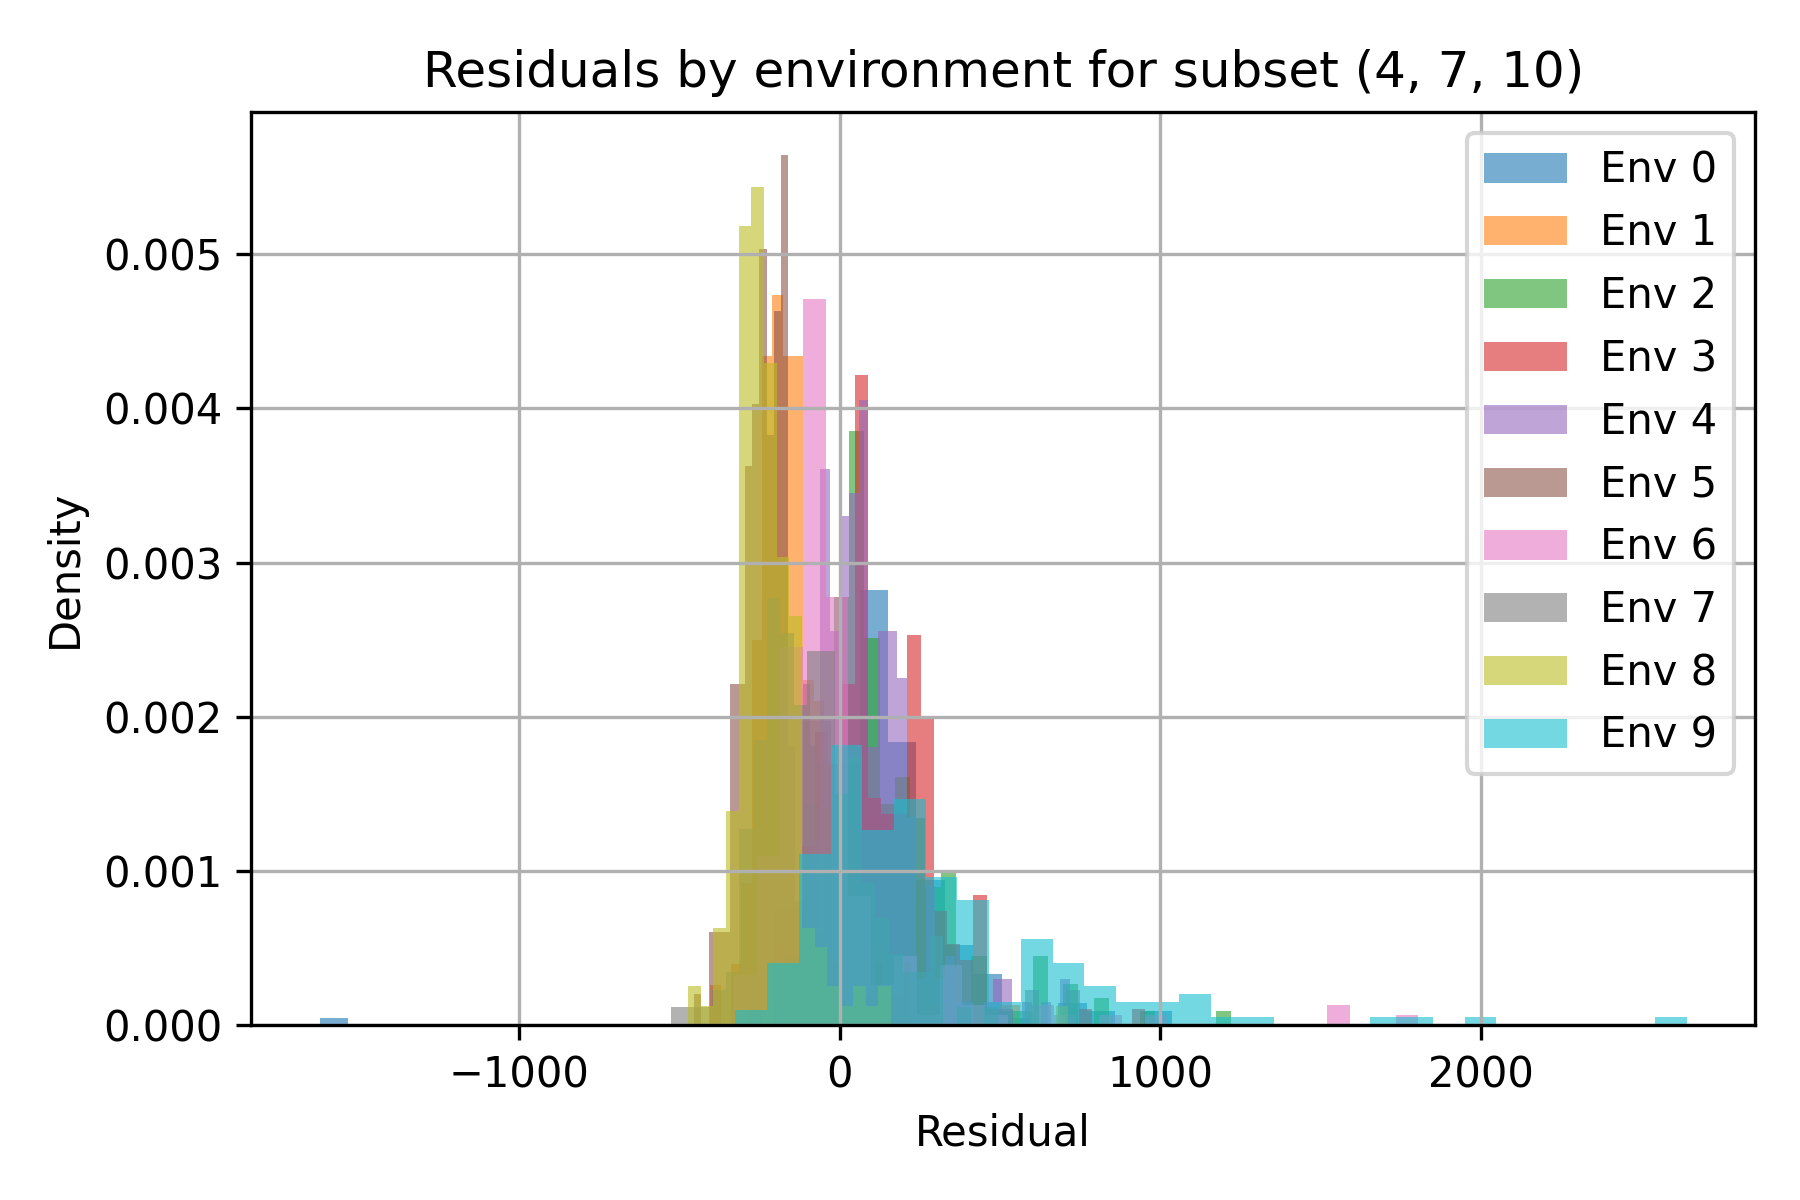 Residuals by environment for subset (4, 7, 10)
Env 0
Env 1
Env 2
Env 3
Env 4
Env 5
Env 6
Env 7
Env 8
Env 9
Density
0.005
0.004
0.003
0.002
0.001
0.000
−1000
0
1000
2000
Residual